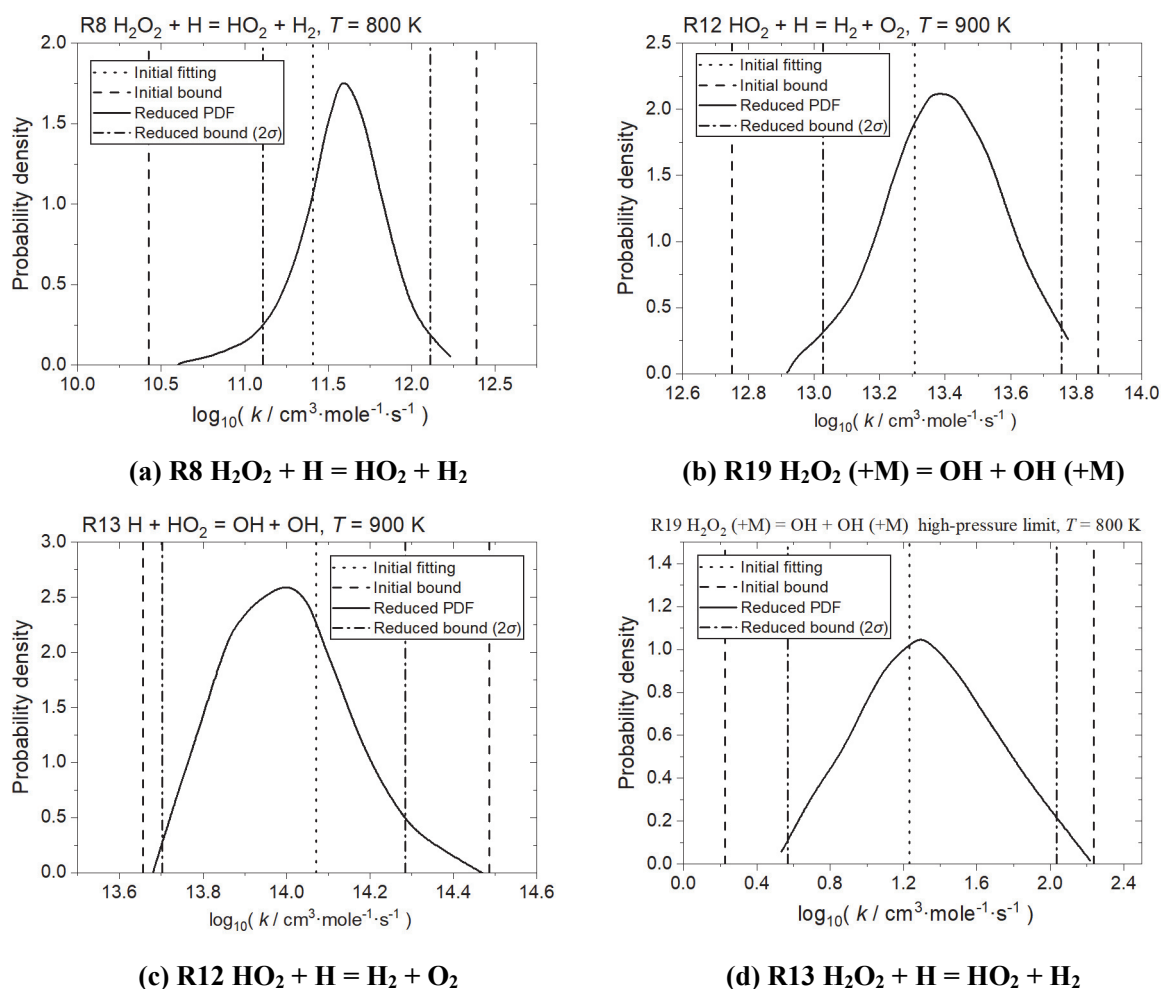 R8 H₂O₂ + H = HO₂ + H₂, T = 800 K
Probability density
2.0
1.5
1.0
0.5
0.0
Initial fitting
Initial bound
Reduced PDF
Reduced bound (2σ)
10.0 10.5 11.0 11.5 12.0 12.5
log₁₀( k / cm³·mole⁻¹·s⁻¹ )
(a) R8 H₂O₂ + H = HO₂ + H₂
R12 HO₂ + H = H₂ + O₂, T = 900 K
Probability density
2.5
2.0
1.5
1.0
0.5
0.0
Initial fitting
Initial bound
Reduced PDF
Reduced bound (2σ)
12.6 12.8 13.0 13.2 13.4 13.6 13.8 14.0
log₁₀( k / cm³·mole⁻¹·s⁻¹ )
(b) R19 H₂O₂ (+M) = OH + OH (+M)
R13 H + HO₂ = OH + OH, T = 900 K
Probability density
3.0
2.5
2.0
1.5
1.0
0.5
0.0
Initial fitting
Initial bound
Reduced PDF
Reduced bound (2σ)
13.6 13.8 14.0 14.2 14.4 14.6
log₁₀( k / cm³·mole⁻¹·s⁻¹ )
(c) R12 HO₂ + H = H₂ + O₂
R19 H₂O₂ (+M) = OH + OH (+M) high-pressure limit, T = 800 K
Probability density
1.4
1.2
1.0
0.8
0.6
0.4
0.2
0.0
Initial fitting
Initial bound
Reduced PDF
Reduced bound (2σ)
0.0 0.4 0.8 1.2 1.6 2.0 2.4
log₁₀( k / cm³·mole⁻¹·s⁻¹ )
(d) R13 H₂O₂ + H = HO₂ + H₂